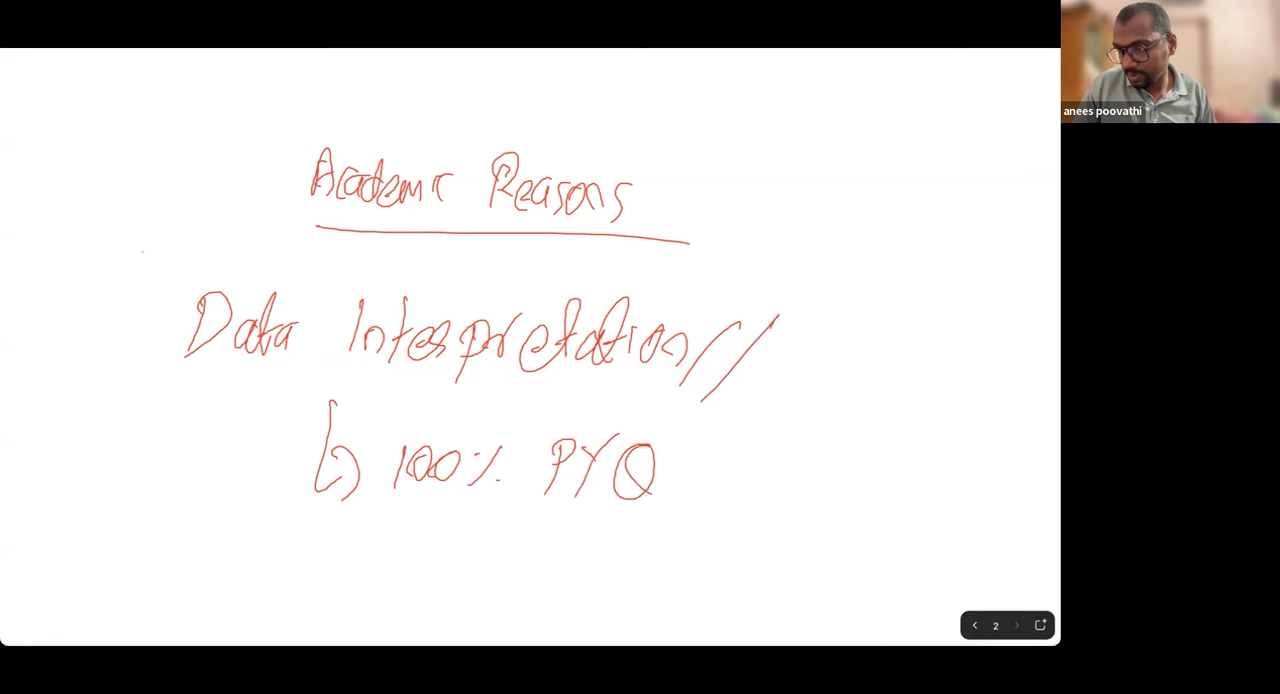 anees poovathi
Academic Reasons
Data Interpretation//
↳ 100% PYQ
2